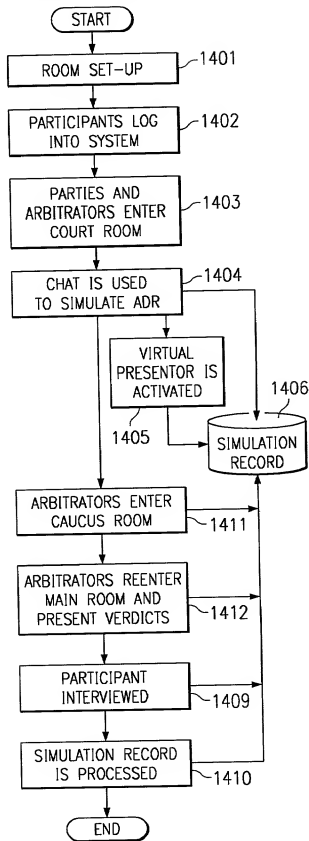 START
ROOM SET-UP
1401
PARTICIPANTS LOG
INTO SYSTEM
1402
PARTIES AND
ARBITRATORS ENTER
COURT ROOM
1403
CHAT IS USED
TO SIMULATE ADR
1404
VIRTUAL
PRESENTOR IS
ACTIVATED
1405
1406
SIMULATION
RECORD
ARBITRATORS ENTER
CAUCUS ROOM
1411
ARBITRATORS REENTER
MAIN ROOM AND
PRESENT VERDICTS
1412
PARTICIPANT
INTERVIEWED
1409
SIMULATION RECORD
IS PROCESSED
1410
END